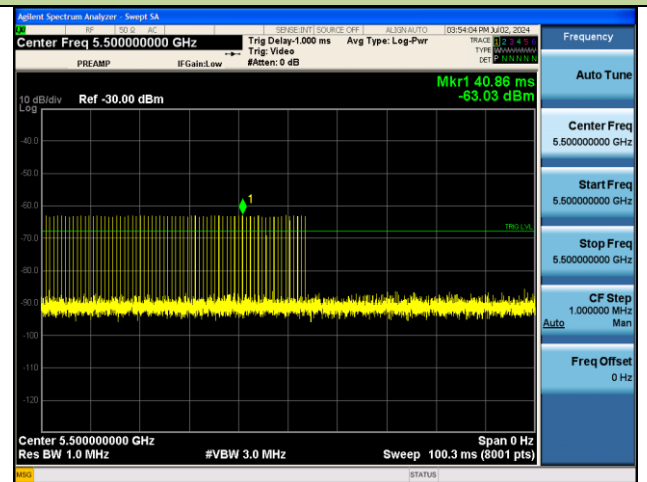 Agilent Spectrum Analyzer - Swept SA
RF 50 Ω AC SENSE:INT SOURCE OFF ALIGN AUTO 03:54:04 PM Jul 02, 2024
Center Freq 5.500000000 GHz
PREAMP IFGain:Low
Trig Delay-1.000 ms
Trig: Video
#Atten: 0 dB
Avg Type: Log-Pwr
TRACE 1 2 3 4 5 6
TYPE
DET P N N N N N
Mkr1 40.86 ms
-63.03 dBm
10 dB/div Ref -30.00 dBm
Log
-40.0
-50.0
-60.0
1
TRIG LVL
-70.0
-80.0
-90.0
-100
-110
-120
Center 5.500000000 GHz Span 0 Hz
Res BW 1.0 MHz #VBW 3.0 MHz Sweep 100.3 ms (8001 pts)
MSG STATUS
Frequency
Auto Tune
Center Freq
5.500000000 GHz
Start Freq
5.500000000 GHz
Stop Freq
5.500000000 GHz
CF Step
1.000000 MHz
Auto Man
Freq Offset
0 Hz